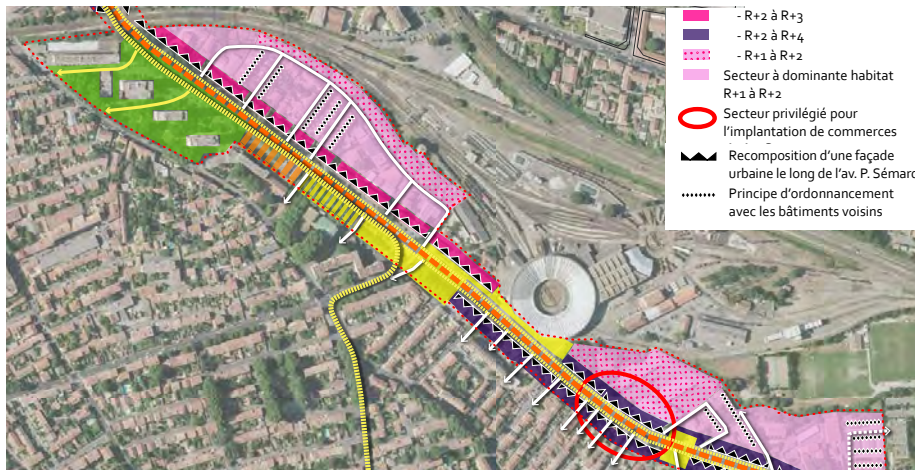 - R+2 à R+3
- R+2 à R+4
- R+1 à R+2
Secteur à dominante habitat
R+1 à R+2
Secteur privilégié pour
l'implantation de commerces
Recomposition d'une façade
urbaine le long de l'av. P. Sémard
Principe d'ordonnancement
avec les bâtiments voisins